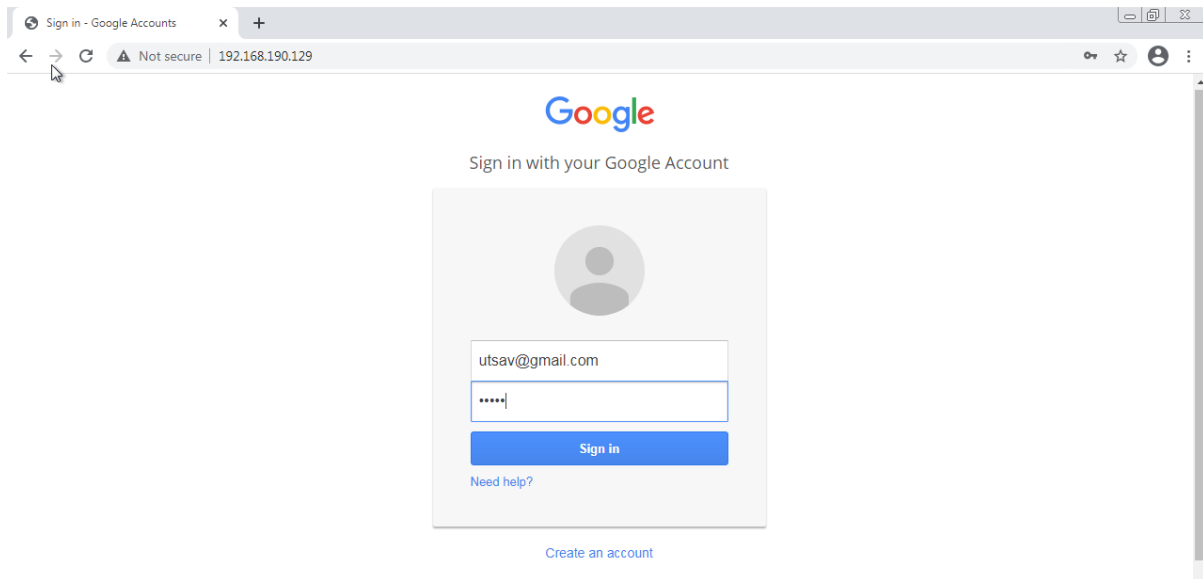 Sign in - Google Accounts
Not secure | 192.168.190.129
Google
Sign in with your Google Account
utsav@gmail.com
•••••
Sign in
Need help?
Create an account